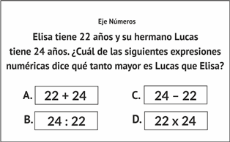 Eje Números
Elisa tiene 22 años y su hermano Lucas
tiene 24 años. ¿Cuál de las siguientes expresiones
numéricas dice qué tanto mayor es Lucas que Elisa?
A. 22 + 24
C. 24 – 22
B. 24 : 22
D. 22 x 24